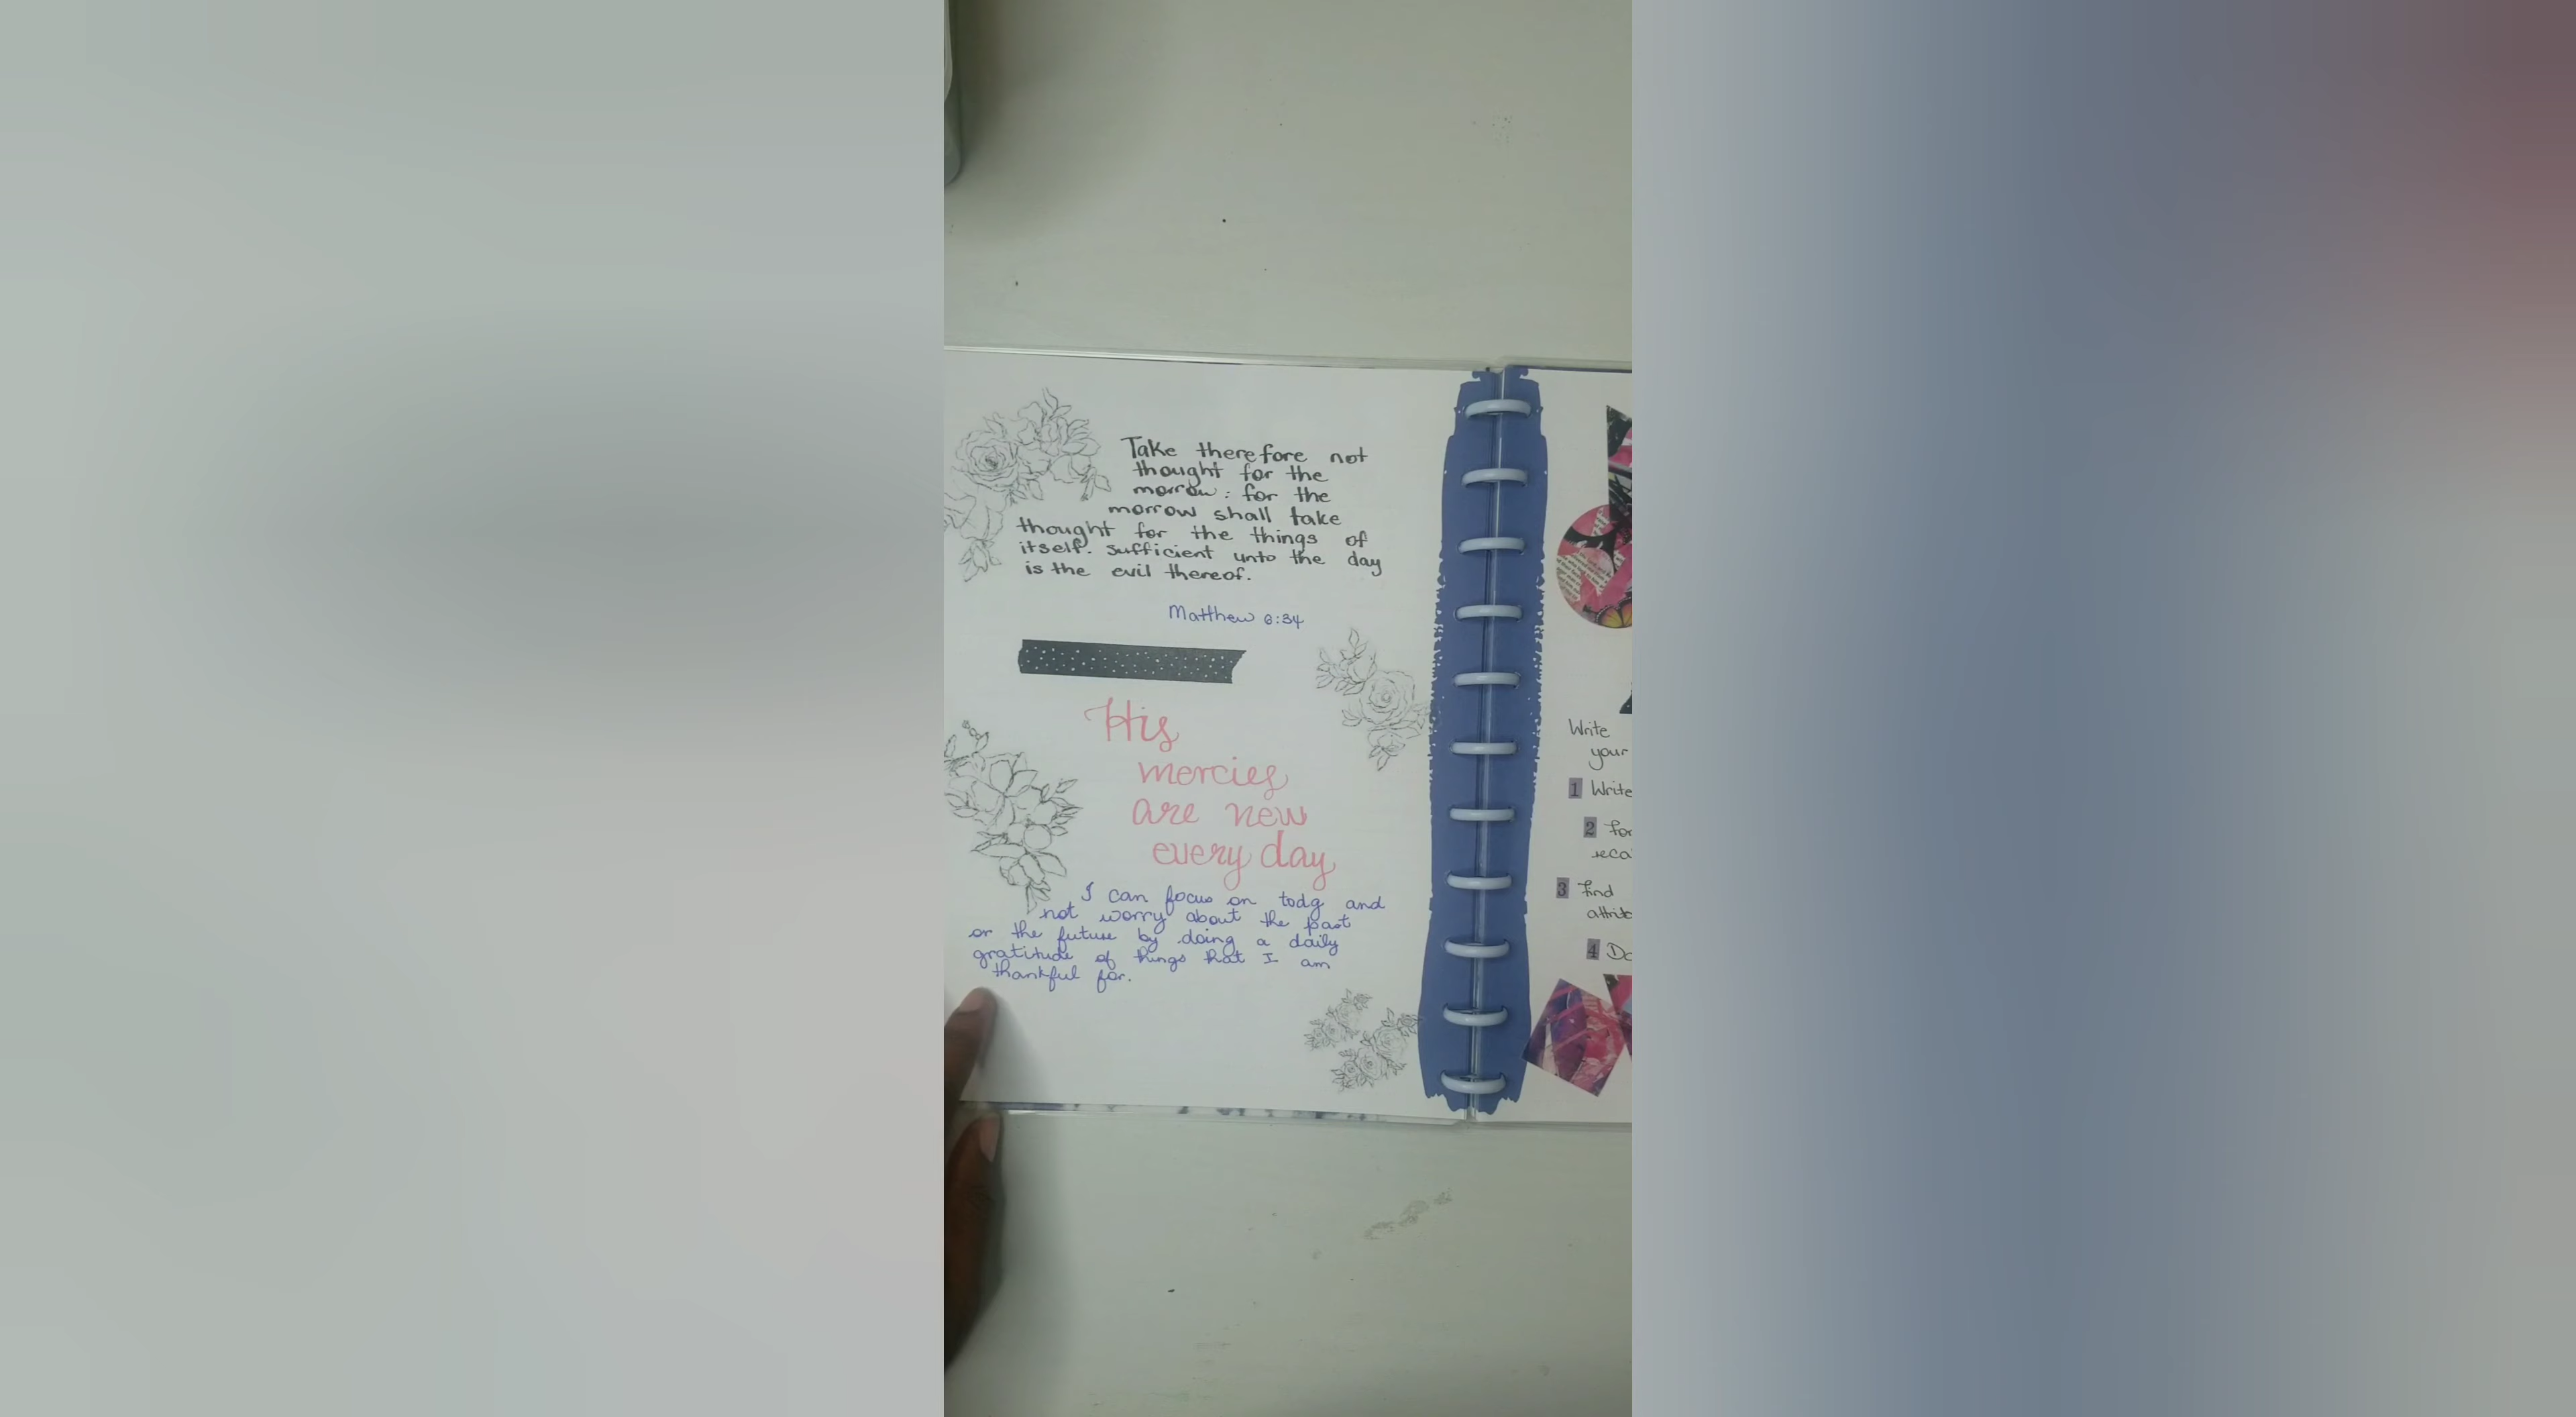 Take therefore not
thought for the
morrow: for the
morrow shall take
thought for the things of
itself. Sufficient unto the day
is the evil thereof.
Matthew 6:34
His
mercies
are new
every day
I can focus on todg and
not worry about the past
or the future by doing a daily
gratitude of things that I am
thankful for.
Write
your
1 Write
2 For
3 Find
4